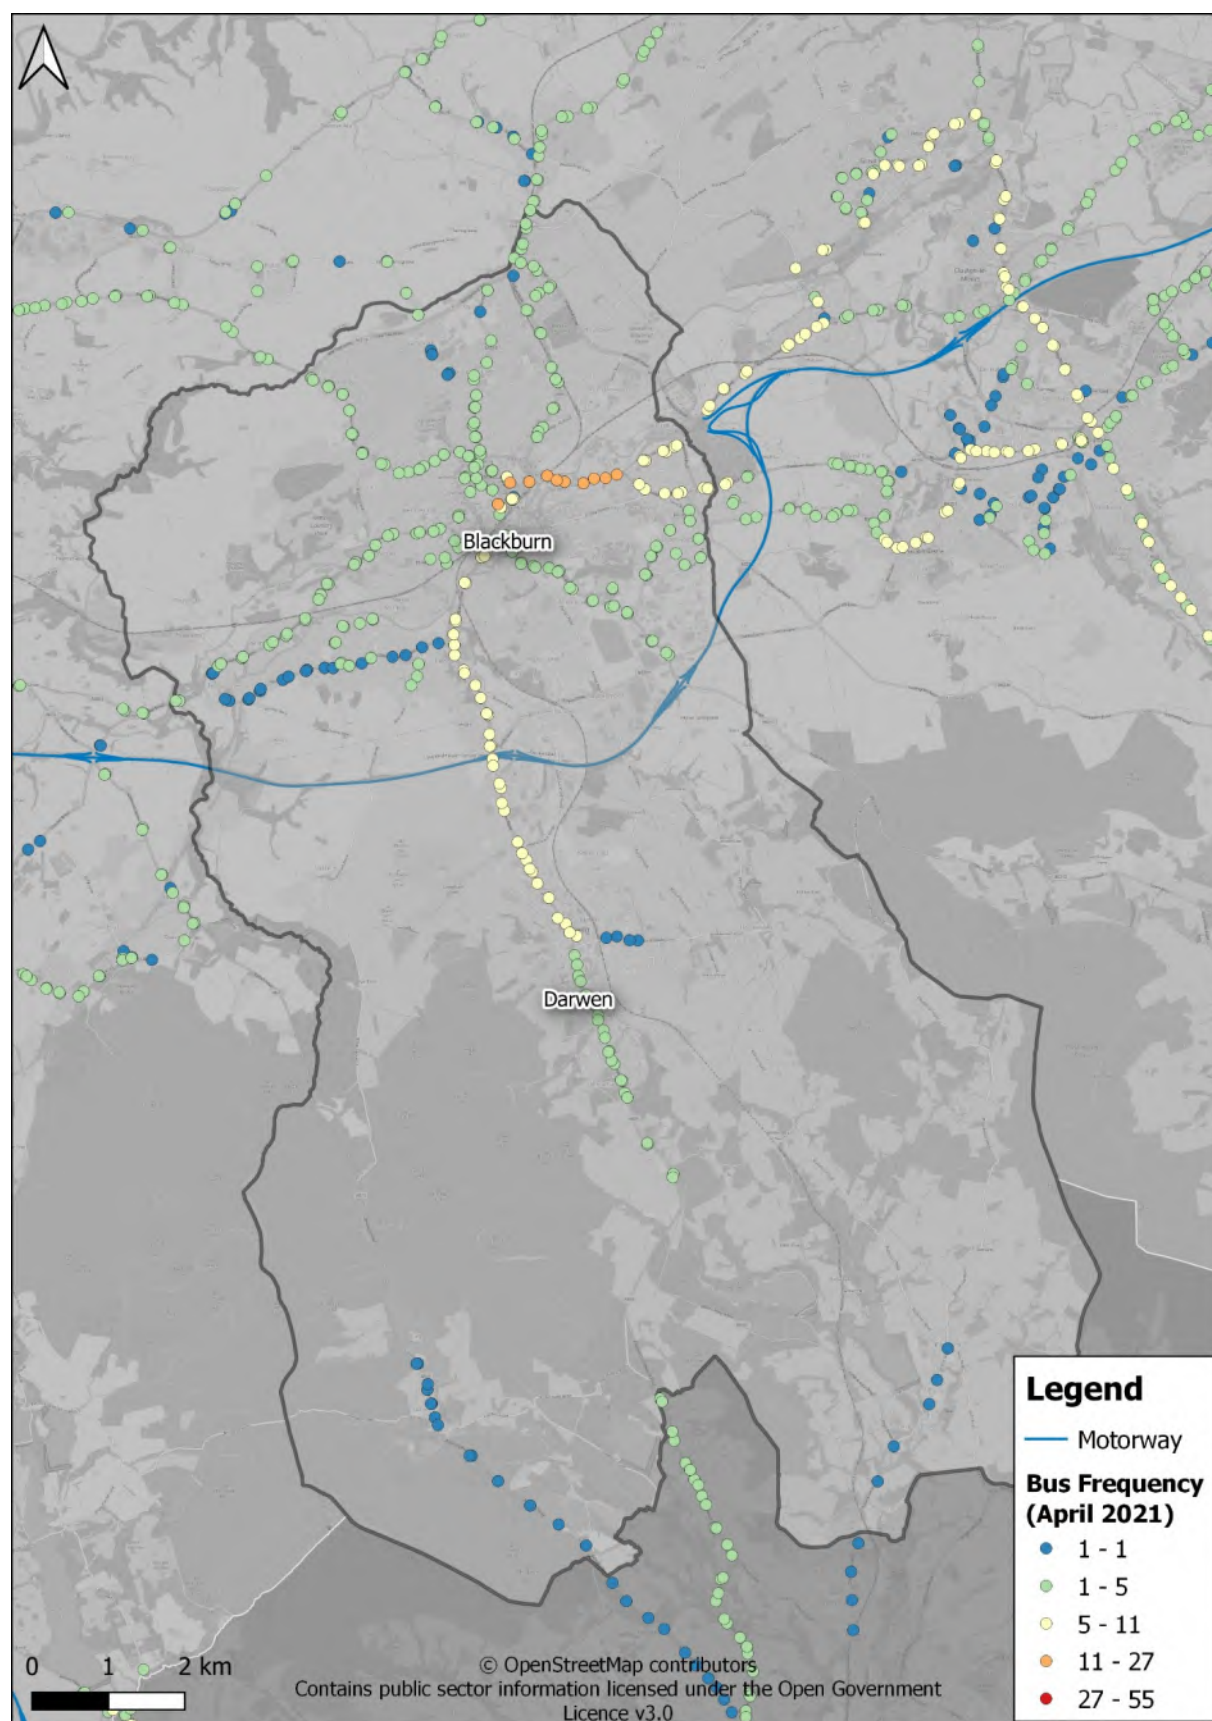 Blackburn
Darwen
Legend
Motorway
Bus Frequency
(April 2021)
1 - 1
1 - 5
5 - 11
11 - 27
27 - 55
0 1 2 km
© OpenStreetMap contributors
Contains public sector information licensed under the Open Government
Licence v3.0